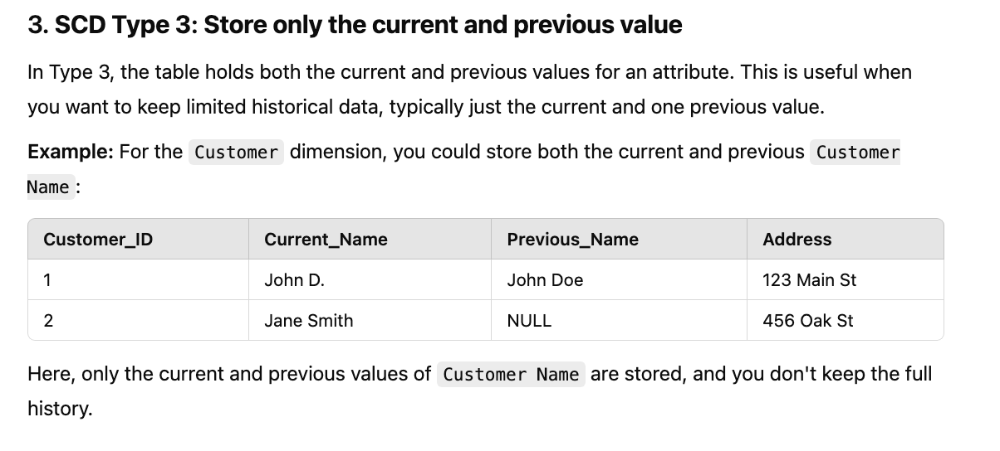 3. SCD Type 3: Store only the current and previous value
In Type 3, the table holds both the current and previous values for an attribute. This is useful when
you want to keep limited historical data, typically just the current and one previous value.
Example: For the Customer dimension, you could store both the current and previous Customer
Name :
Customer_ID Current_Name Previous_Name Address
1 John D. John Doe 123 Main St
2 Jane Smith NULL 456 Oak St
Here, only the current and previous values of Customer Name are stored, and you don't keep the full
history.